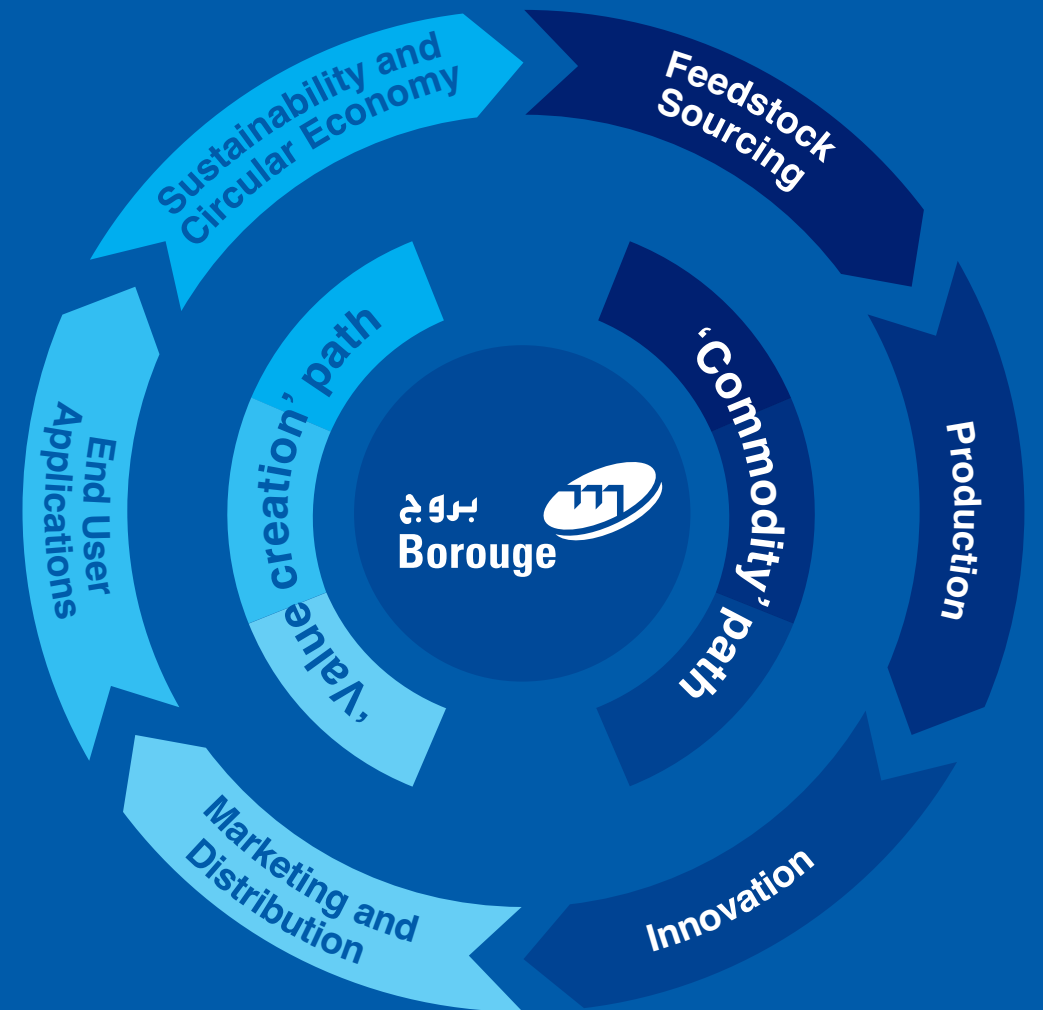 Feedstock
Sourcing
Production
Innovation
Marketing and
Distribution
End User
Applications
Sustainability and
Circular Economy
‘Commodity’ path
‘Value creation’ path
بروج
Borouge